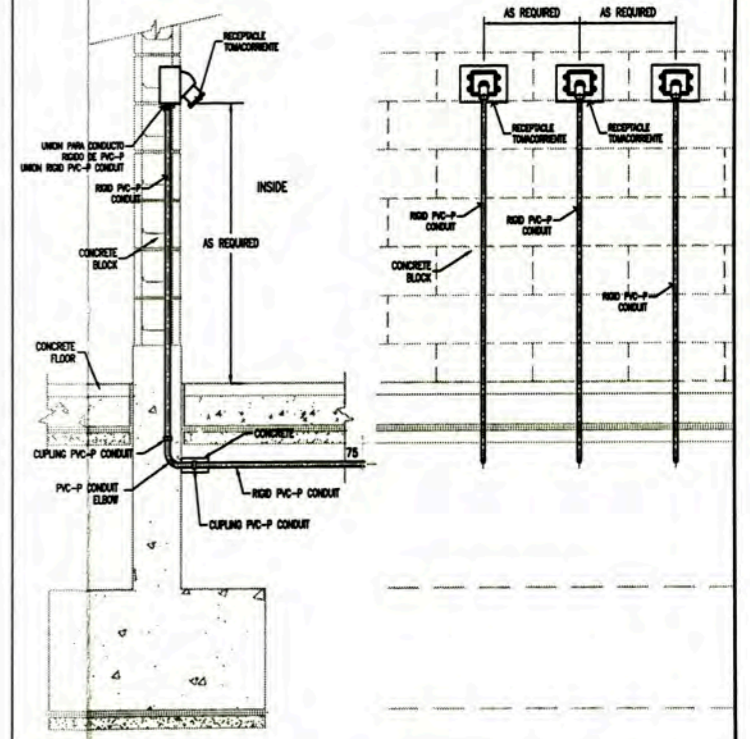 RECEPTACLE
TOMACORRIENTE
UNION PARA CONDUCTO
RIGIDO DE PVC-P
UNION RIGID PVC-P CONDUIT
RIGID PVC-P
CONDUIT
INSIDE
CONCRETE
BLOCK
AS REQUIRED
CONCRETE
FLOOR
CONCRETE
CUPLING PVC-P CONDUIT
75
PVC-P CONDUIT
ELBOW
RIGID PVC-P CONDUIT
CUPLING PVC-P CONDUIT
AS REQUIRED
AS REQUIRED
RECEPTACLE
TOMACORRIENTE
RECEPTACLE
TOMACORRIENTE
RIGID PVC-P
CONDUIT
RIGID PVC-P
CONDUIT
CONCRETE
BLOCK
RIGID PVC-P
CONDUIT